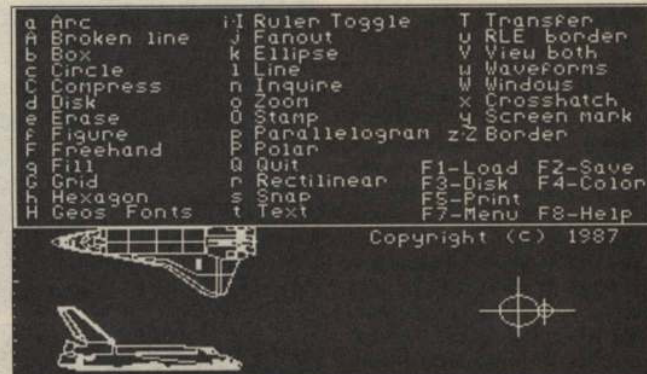 a Arc
A Broken line
b Box
c Circle
C Compress
d Disk
e Erase
f Figure
F Freehand
g Fill
G Grid
h Hexagon
H Geos Fonts
i·I Ruler Toggle
j Fanout
k Ellipse
l Line
n Inquire
o Zoom
O Stamp
p Parallelogram
P Polar
Q Quit
r Rectilinear
s Snap
t Text
T Transfer
u RLE border
V View both
w Waveforms
W Windows
x Crosshatch
y Screen mark
z·Z Border
F1-Load F2-Save
F3-Disk F4-Color
F5-Print
F7-Menu F8-Help
Copyright (c) 1987